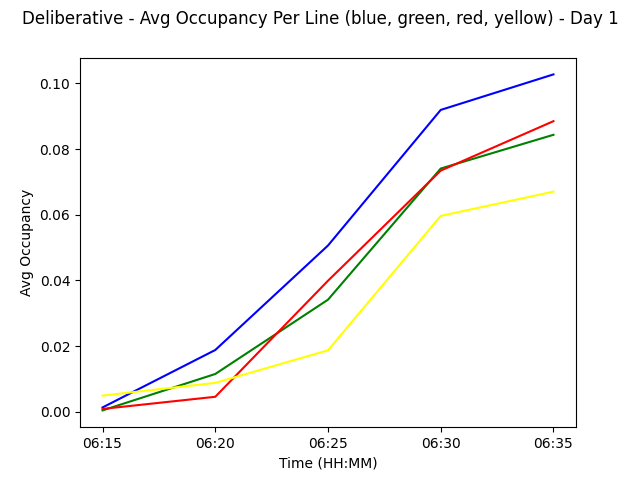 Deliberative - Avg Occupancy Per Line (blue, green, red, yellow) - Day 1
0.10
0.08
0.06
0.04
0.02
0.00
Avg Occupancy
06:15 06:20 06:25 06:30 06:35
Time (HH:MM)